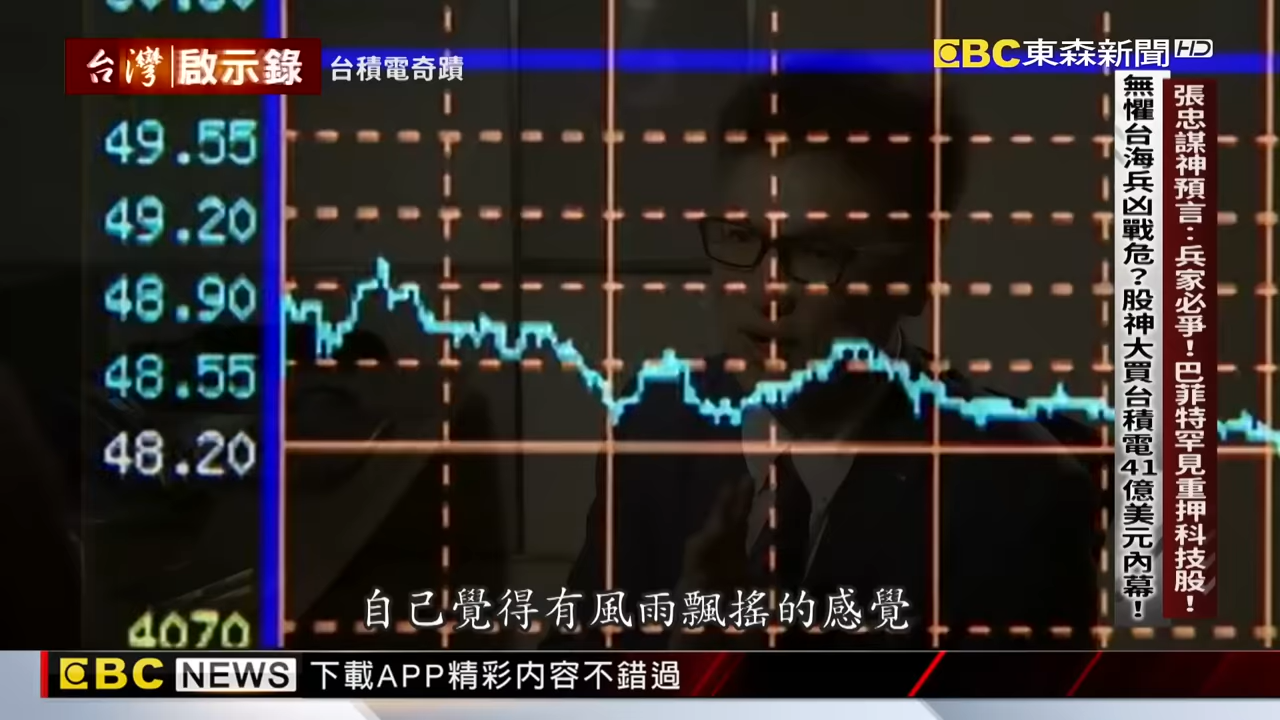 台灣啟示錄
台積電奇蹟
EBC東森新聞HD
張忠謀神預言：兵家必爭！巴菲特罕見重押科技股！
無懼台海兵凶戰危？股神大買台積電41億美元內幕！
49.55
49.20
48.90
48.55
48.20
4070
自己覺得有風雨飄搖的感覺
EBC NEWS 下載APP精彩内容不錯過